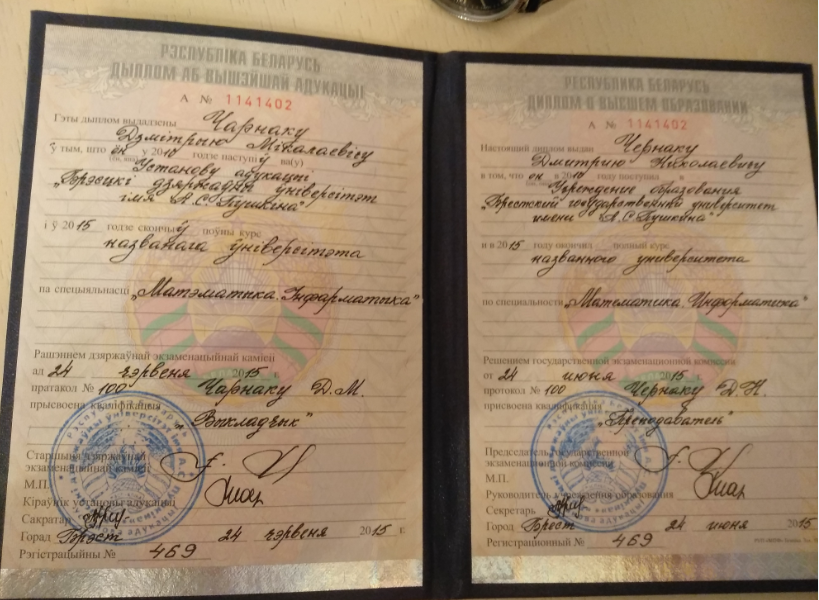 РЭСПУБЛІКА БЕЛАРУСЬ
ДЫПЛОМ АБ ВЫШЭЙШАЙ АДУКАЦЫІ
А № 1141402
Гэты дыплом выдадзены Чарнаку
Дзмітрыю Мікалаевічу
у тым, што ён у 2010 годзе наступіў ва(у)
Установу адукацыі
„Брэсцкі дзяржаўны ўніверсітэт
імя А.С. Пушкіна"
і ў 2015 годзе скончыў поўны курс
названага ўніверсітэта
па спецыяльнасці „Матэматыка. Інфарматыка"
Рашэннем дзяржаўнай экзаменацыйнай камісіі
ад 24 чэрвеня 2015 г.
пратакол № 100 Чарнаку Д.М.
прысвоена кваліфікацыя
„Выкладчык"
Старшыня дзяржаўнай
экзаменацыйнай камісіі
М.П.
Кіраўнік установы адукацыі
Сакратар
Горад Брэст 24 чэрвеня 2015 г.
Рэгістрацыйны № 469
РЕСПУБЛИКА БЕЛАРУСЬ
ДИПЛОМ О ВЫСШЕМ ОБРАЗОВАНИИ
А № 1141402
Настоящий диплом выдан Чернаку
Дмитрию Николаевичу
в том, что он в 2010 году поступил в
Учреждение образования
„Брестский государственный университет
имени А.С. Пушкина"
и в 2015 году окончил полный курс
названного университета
по специальности „Математика. Информатика"
Решением государственной экзаменационной комиссии
от 24 июня 2015 г.
протокол № 100 Чернаку Д.Н.
присвоена квалификация
„Преподаватель"
Председатель государственной
экзаменационной комиссии
М.П.
Руководитель учреждения образования
Секретарь
Город Брест 24 июня 2015
Регистрационный № 469